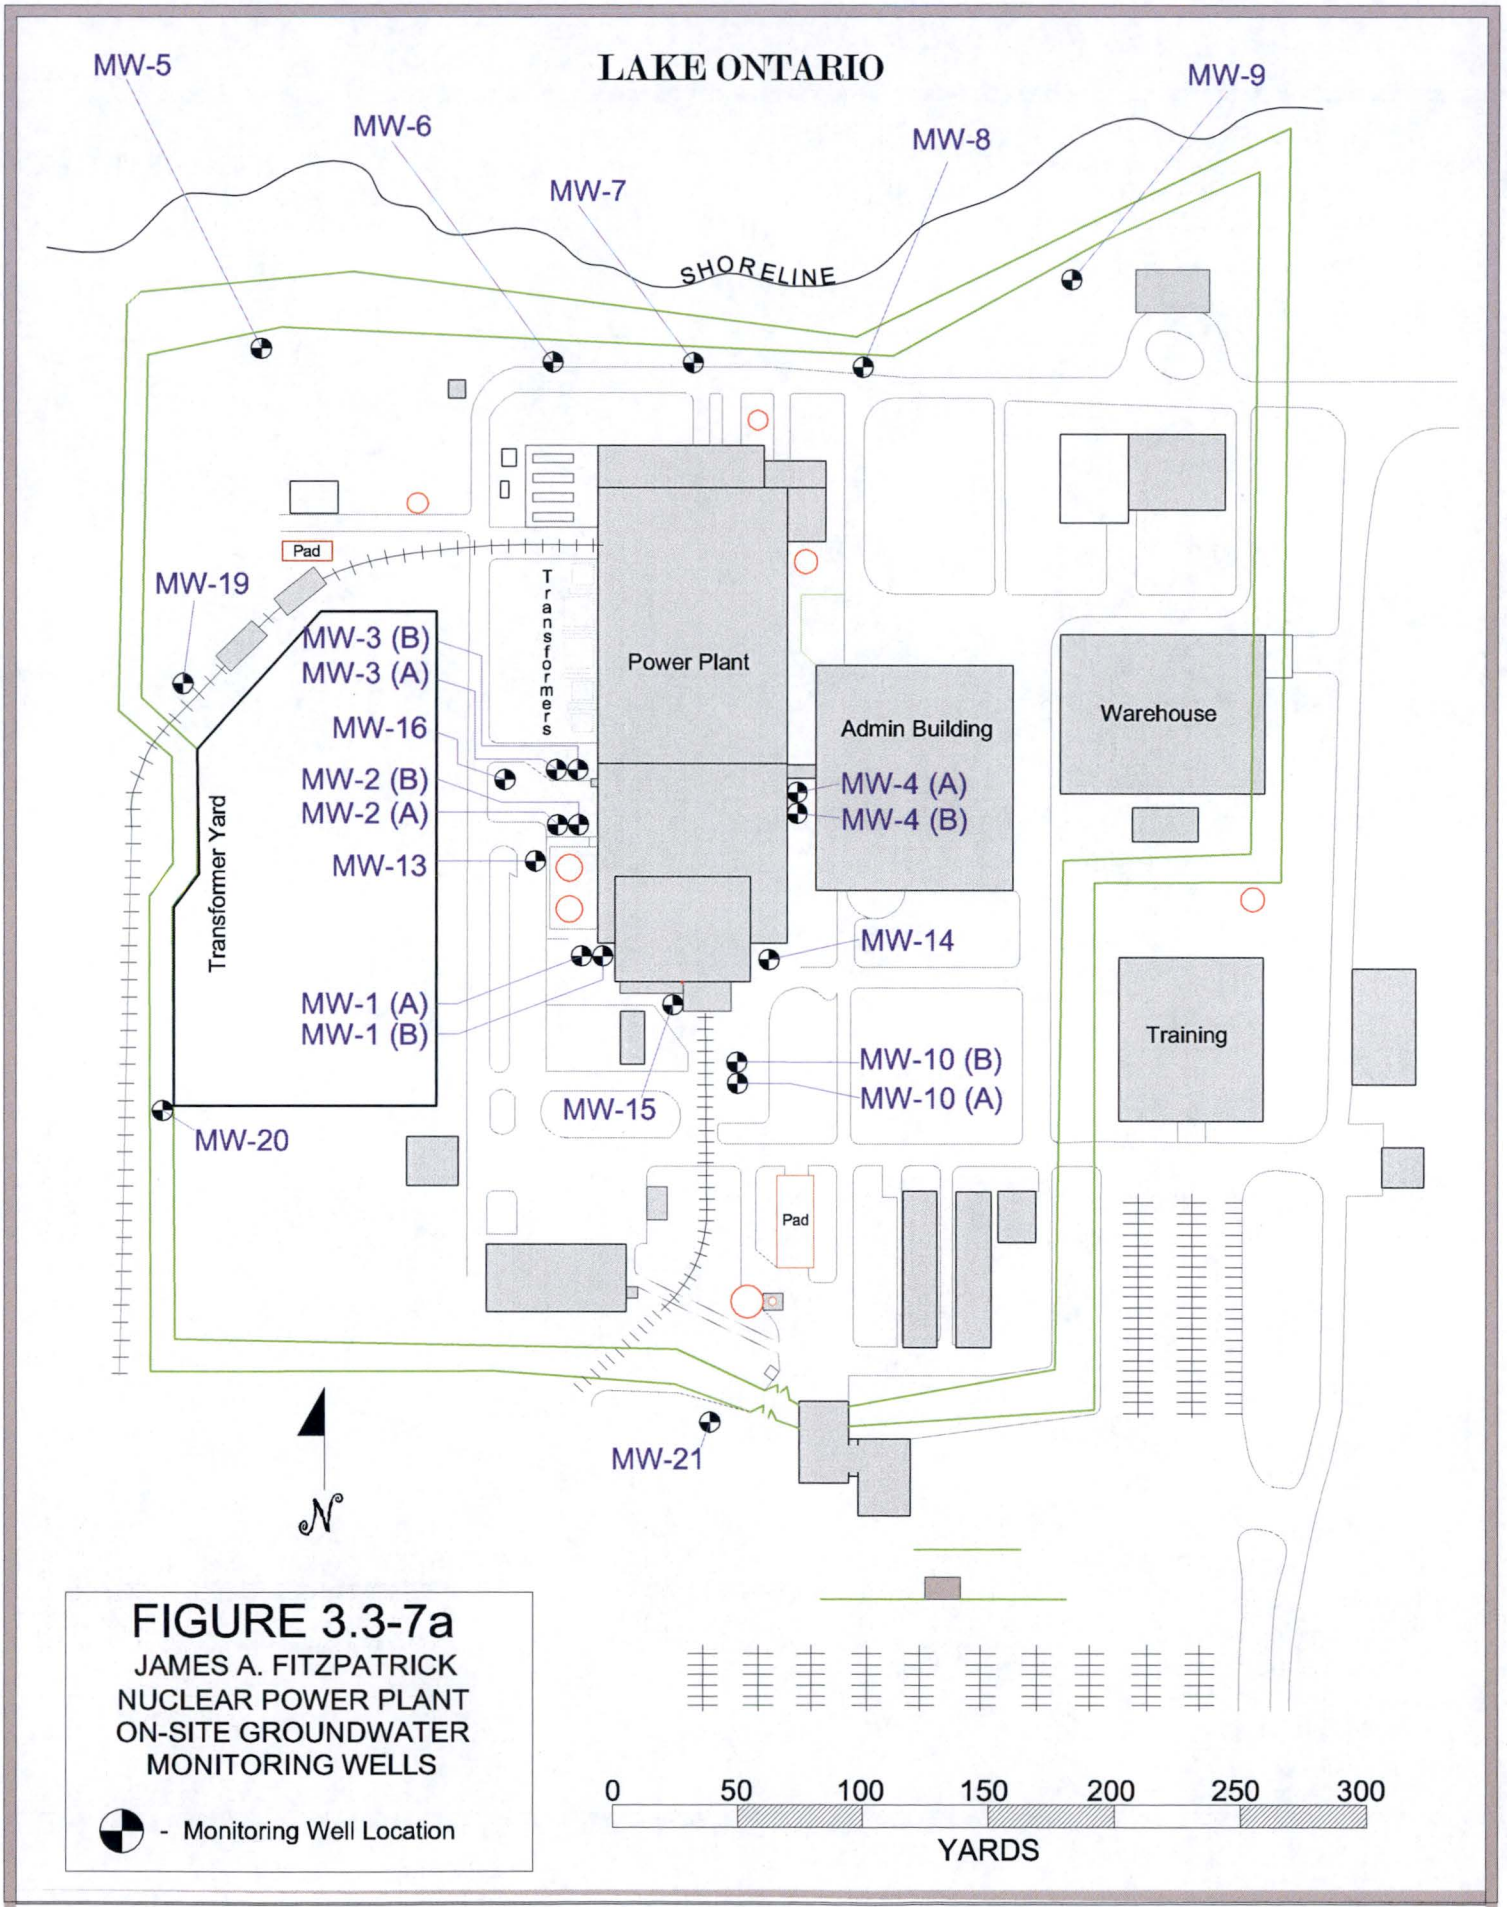 LAKE ONTARIO
MW-5
MW-9
MW-6
MW-8
MW-7
SHORELINE
Pad
MW-19
Transformers
MW-3 (B)
MW-3 (A)
Power Plant
MW-16
Admin Building
Warehouse
MW-2 (B)
MW-2 (A)
MW-4 (A)
MW-4 (B)
MW-13
Transformer Yard
MW-14
MW-1 (A)
MW-1 (B)
Training
MW-10 (B)
MW-10 (A)
MW-15
MW-20
Pad
MW-21
N
FIGURE 3.3-7a
JAMES A. FITZPATRICK
NUCLEAR POWER PLANT
ON-SITE GROUNDWATER
MONITORING WELLS
- Monitoring Well Location
0 50 100 150 200 250 300
YARDS